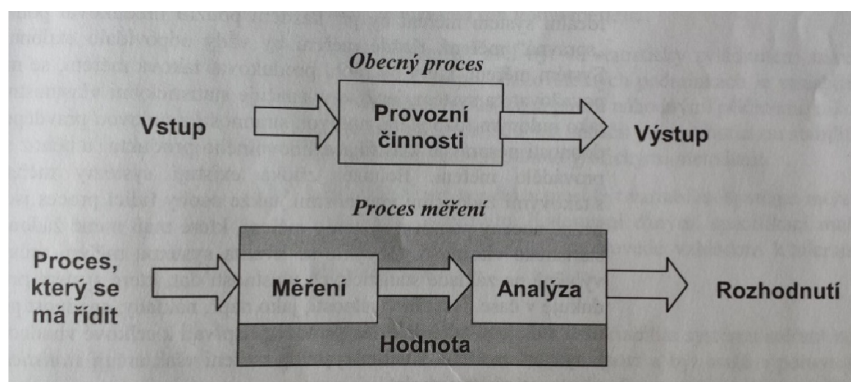 Obecný proces
Vstup
Provozní
činnosti
Výstup
Proces měření
Proces,
který se
má řídit
Měření
Analýza
Rozhodnutí
Hodnota